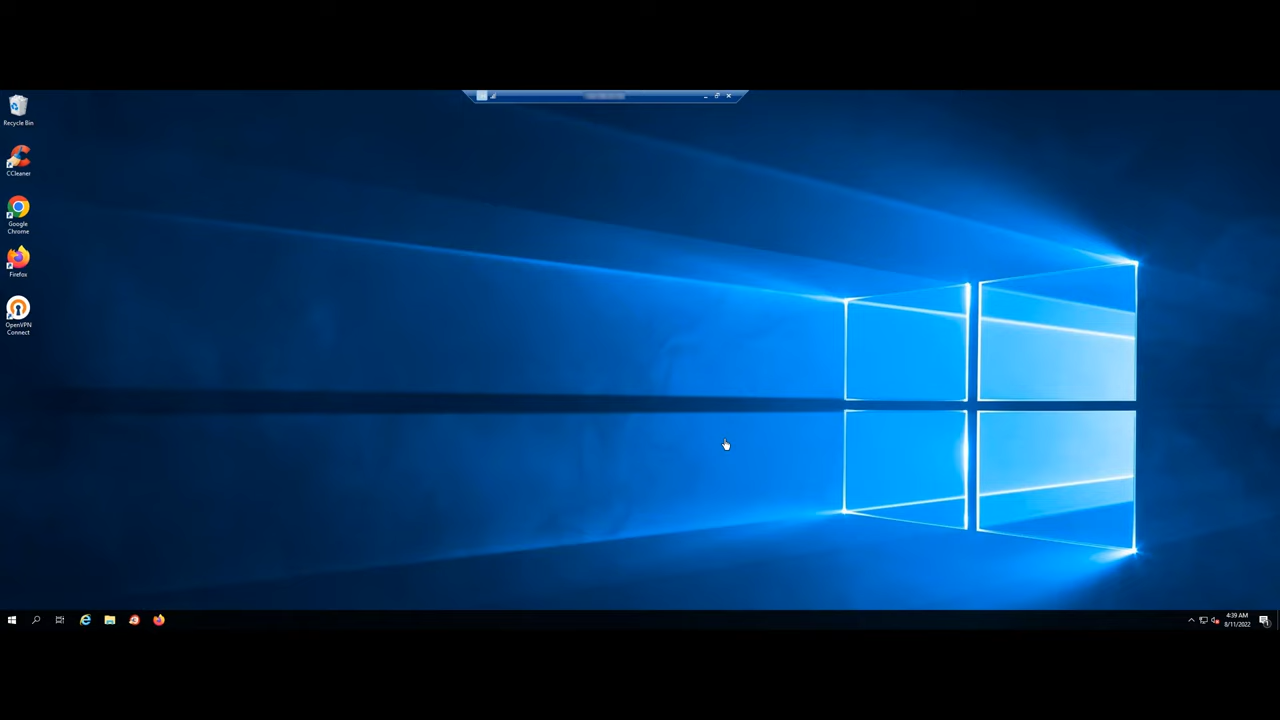 Recycle Bin
CCleaner
Google
Chrome
Firefox
OpenVPN
Connect
4:39 AM
8/11/2022